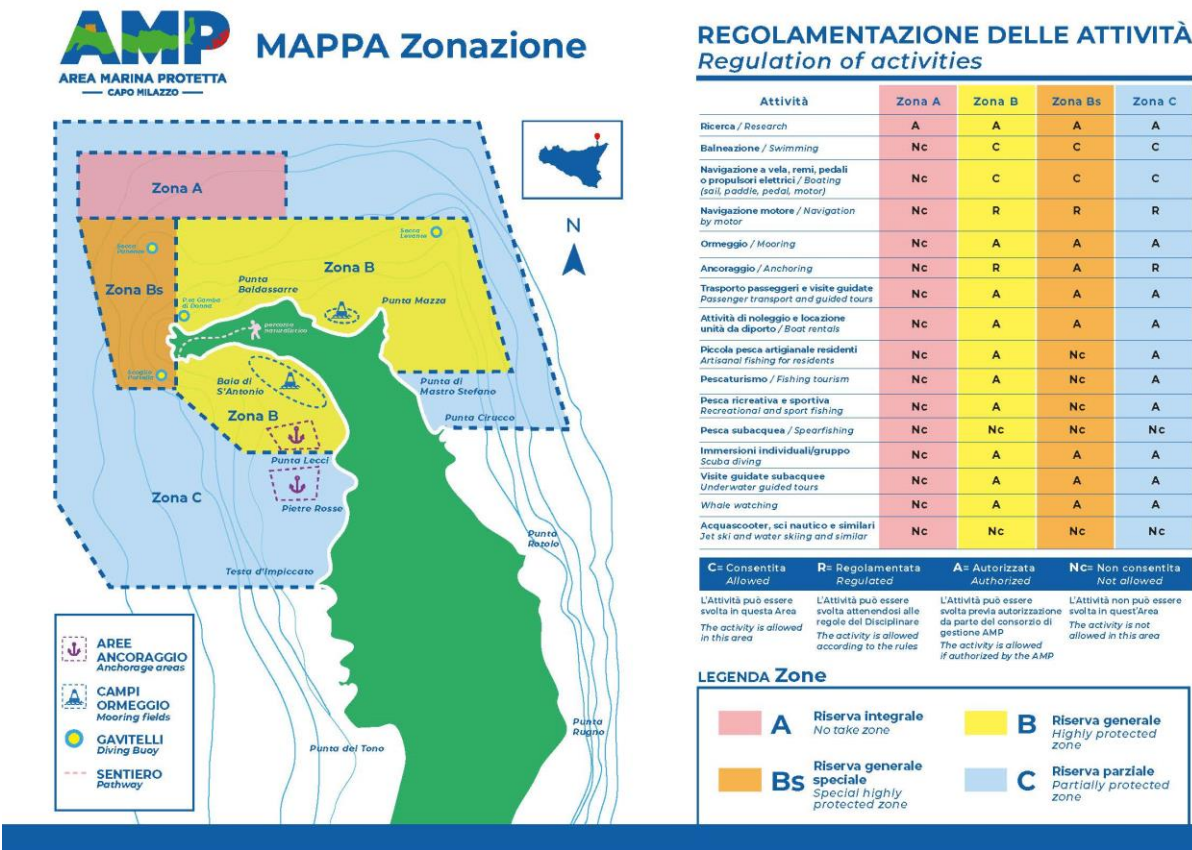 AMP
AREA MARINA PROTETTA
CAPO MILAZZO
MAPPA Zonazione
Zona A
Zona Bs
Zona B
Punta
Baldassarre
Punta Mazza
P.ta Gamba
di Donna
Baia di
S'Antonio
Zona B
Punta di
Mastro Stefano
Punta Cirucco
Punta Lecci
Pietre Rosse
Zona C
Testa d'Impiccato
Punta
Rotolo
Punta
Rugno
Punta del Tono
N
AREE
ANCORAGGIO
Anchorage areas
CAMPI
ORMEGGIO
Mooring fields
GAVITELLI
Diving Buoy
SENTIERO
Pathway
REGOLAMENTAZIONE DELLE ATTIVITÀ
Regulation of activities
Attività Zona A Zona B Zona Bs Zona C
Ricerca / Research A A A A
Balneazione / Swimming Nc C C C
Navigazione a vela, remi, pedali
o propulsori elettrici / Boating
(sail, paddle, pedal, motor) Nc C C C
Navigazione motore / Navigation
by motor Nc R R R
Ormeggio / Mooring Nc A A A
Ancoraggio / Anchoring Nc R A R
Trasporto passeggeri e visite guidate
Passenger transport and guided tours Nc A A A
Attività di noleggio e locazione
unità da diporto / Boat rentals Nc A A A
Piccola pesca artigianale residenti
Artisanal fishing for residents Nc A Nc A
Pescaturismo / Fishing tourism Nc A Nc A
Pesca ricreativa e sportiva
Recreational and sport fishing Nc A Nc A
Pesca subacquea / Spearfishing Nc Nc Nc Nc
Immersioni individuali/gruppo
Scuba diving Nc A A A
Visite guidate subacquee
Underwater guided tours Nc A A A
Whale watching Nc A A A
Acquascooter, sci nautico e similari
Jet ski and water skiing and similar Nc Nc Nc Nc
C= Consentita
Allowed
R= Regolamentata
Regulated
A= Autorizzata
Authorized
Nc= Non consentita
Not allowed
L'Attività può essere
svolta in questa Area
The activity is allowed
in this area
L'Attività può essere
svolta attenendosi alle
regole del Disciplinare
The activity is allowed
according to the rules
L'Attività può essere
svolta previa autorizzazione
da parte del consorzio di
gestione AMP
The activity is allowed
if authorized by the AMP
L'Attività non può essere
svolta in quest'Area
The activity is not
allowed in this area
LEGENDA Zone
A
Riserva integrale
No take zone
B
Riserva generale
Highly protected
zone
Bs
Riserva generale
speciale
Special highly
protected zone
C
Riserva parziale
Partially protected
zone